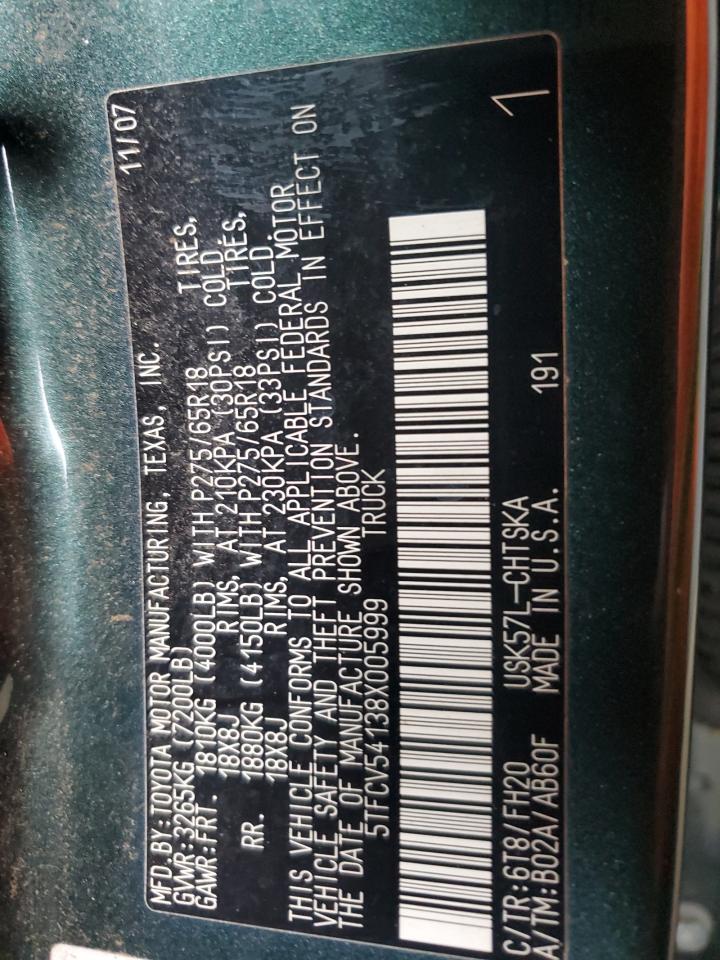 MFD.BY:TOYOTA MOTOR MANUFACTURING, TEXAS, INC. 11/07
GVWR:3265KG (7200LB)
GAWR:FRT. 1810KG (4000LB) WITH P275/65R18 TIRES,
18X8J RIMS, AT 210KPA (30PSI) COLD.
RR. 1880KG (4150LB) WITH P275/65R18 TIRES,
18X8J RIMS, AT 230KPA (33PSI) COLD.
THIS VEHICLE CONFORMS TO ALL APPLICABLE FEDERAL MOTOR
VEHICLE SAFETY AND THEFT PREVENTION STANDARDS IN EFFECT ON
THE DATE OF MANUFACTURE SHOWN ABOVE.
5TFCV54138X005999 TRUCK
C/TR:6T8/FH20 USK57L-CHTSKA 1
A/TM:B02A/AB60F MADE IN U.S.A. 191